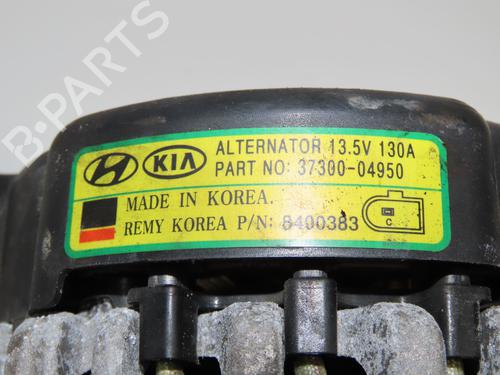 B-PARTS
KIA
ALTERNATOR 13.5V 130A
PART NO: 37300-04950
MADE IN KOREA.
REMY KOREA P/N: 8400383
C